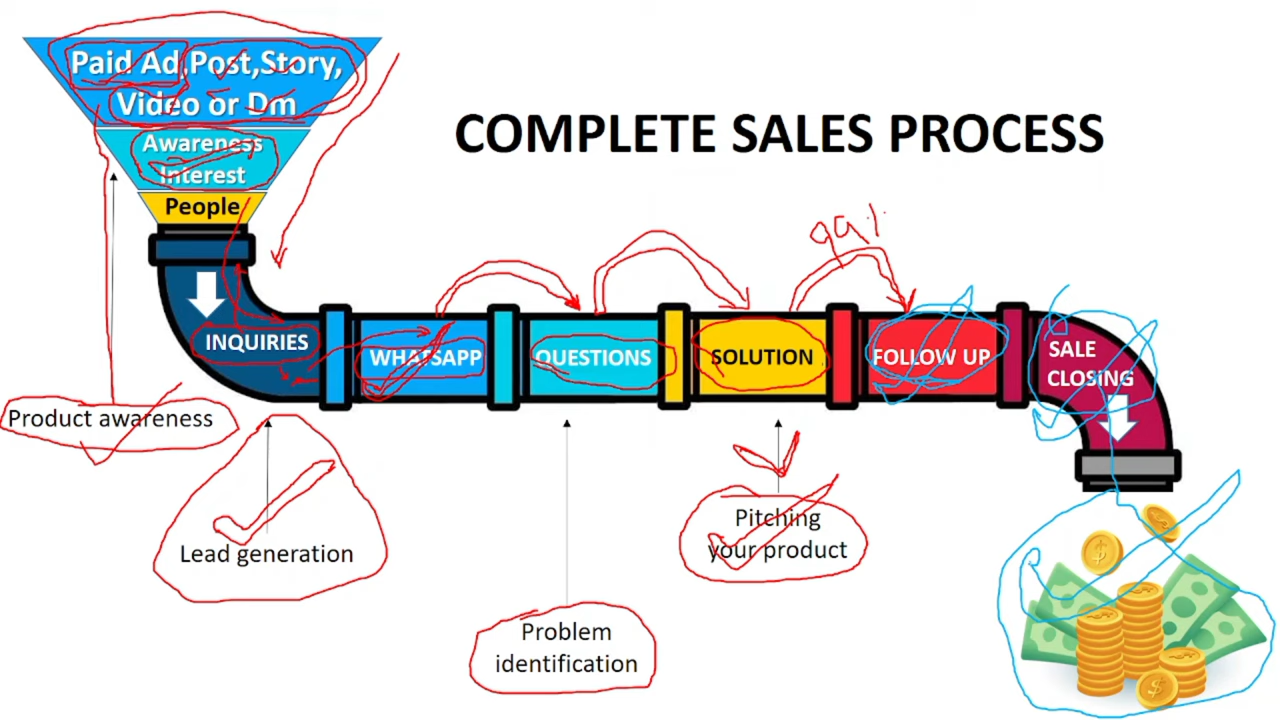 Paid Ad,Post,Story,
Video or Dm
Awareness
Interest
People
COMPLETE SALES PROCESS
99%
INQUIRIES
WHATSAPP
QUESTIONS
SOLUTION
FOLLOW UP
SALE
CLOSING
Product awareness
Lead generation
Problem
identification
Pitching
your product